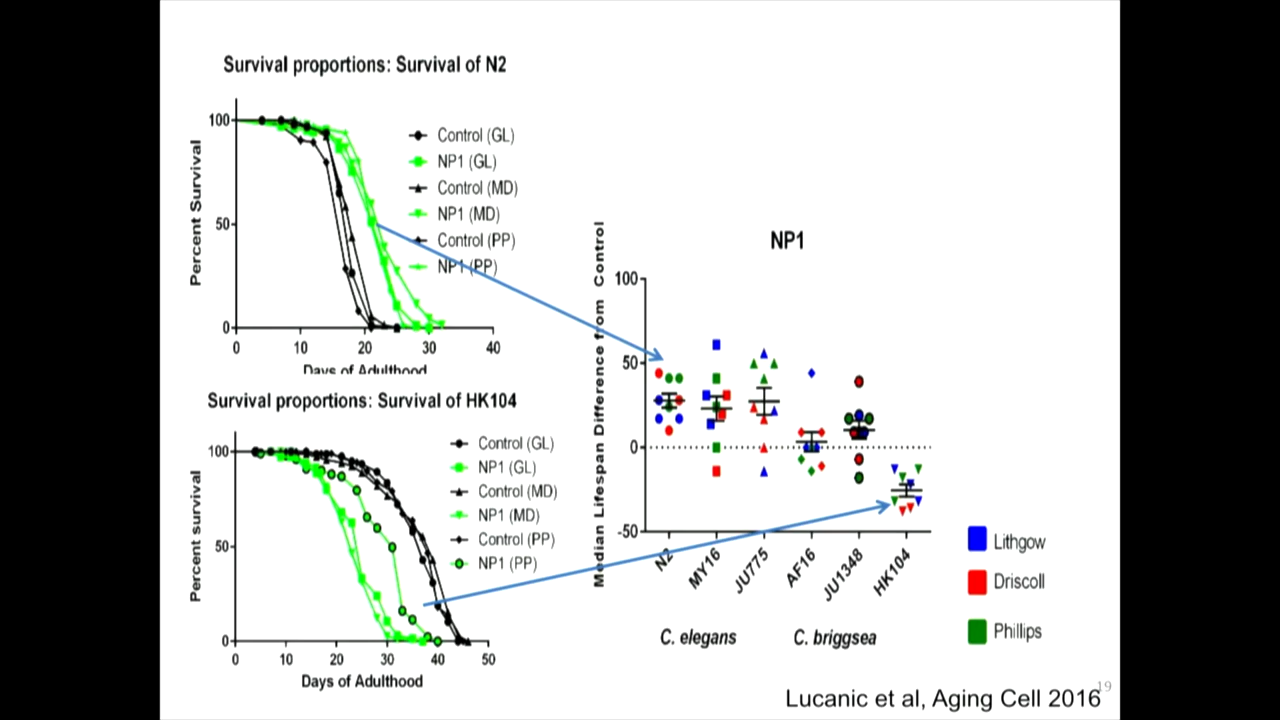 Survival proportions: Survival of N2
Percent Survival
100
50
0
0 10 20 30 40
Days of Adulthood
Control (GL)
NP1 (GL)
Control (MD)
NP1 (MD)
Control (PP)
NP1 (PP)
Survival proportions: Survival of HK104
Percent survival
100
50
0
0 10 20 30 40 50
Days of Adulthood
Control (GL)
NP1 (GL)
Control (MD)
NP1 (MD)
Control (PP)
NP1 (PP)
NP1
Median Lifespan Difference from Control
100
50
0
-50
N2 MY16 JU775 AF16 JU1348 HK104
C. elegans C. briggsea
Lithgow
Driscoll
Phillips
Lucanic et al, Aging Cell 2016
19